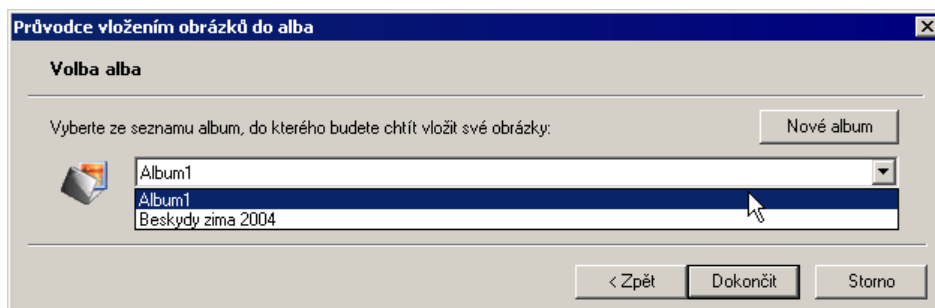 Průvodce vložením obrázků do alba
Volba alba
Vyberte ze seznamu album, do kterého budete chtít vložit své obrázky:
Nové album
Album1
Album1
Beskydy zima 2004
< Zpět
Dokončit
Storno